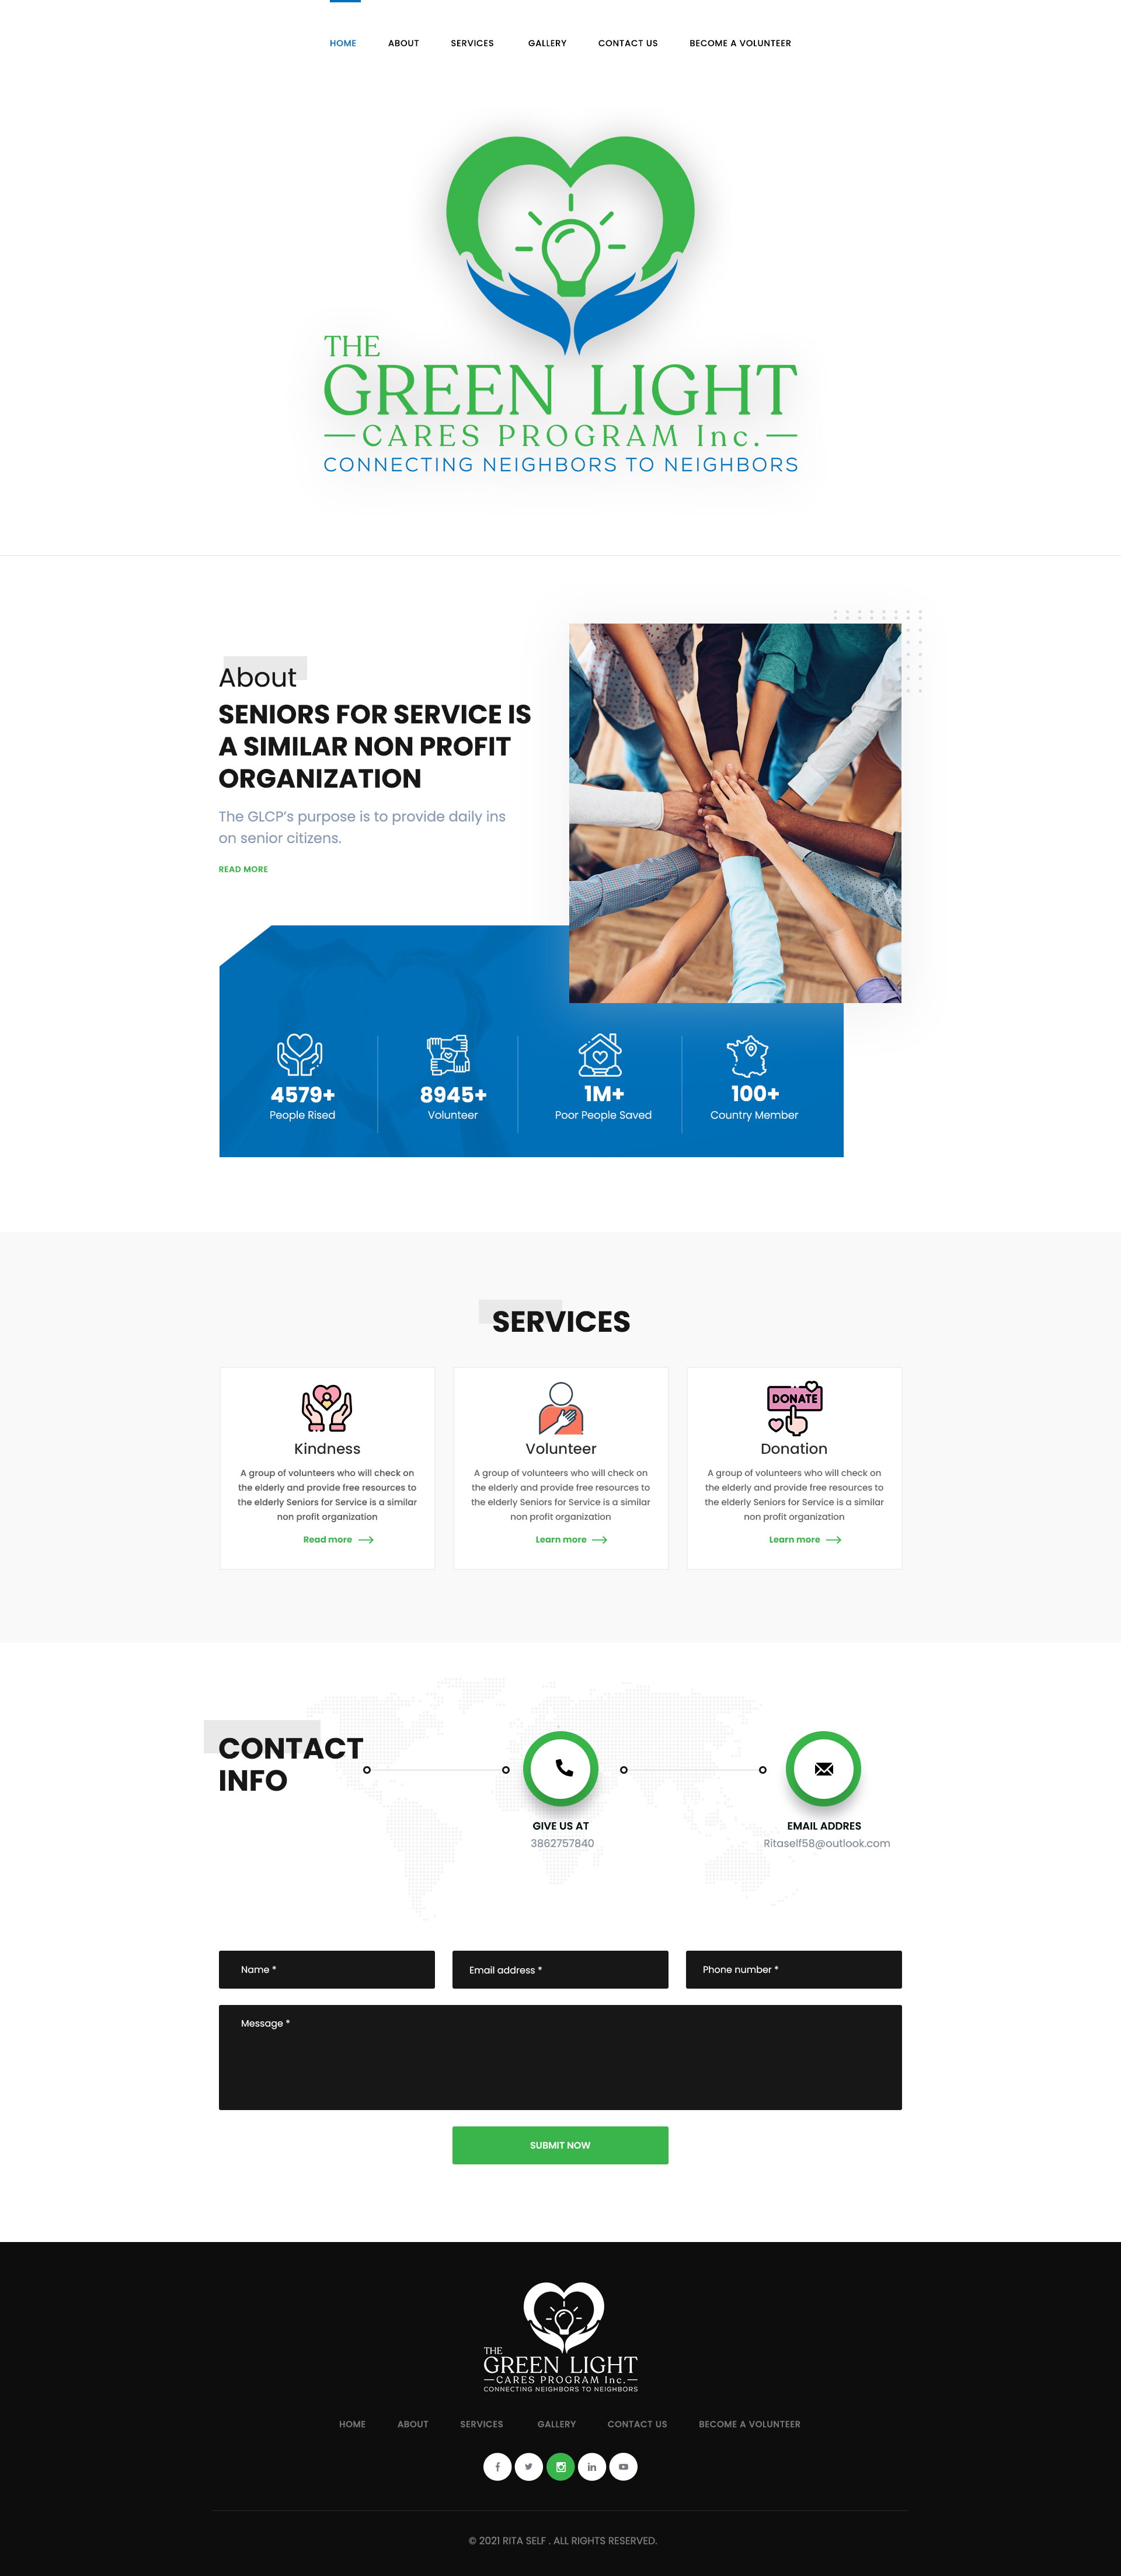 HOME ABOUT SERVICES GALLERY CONTACT US BECOME A VOLUNTEER
THE
GREEN LIGHT
CARES PROGRAM Inc.
CONNECTING NEIGHBORS TO NEIGHBORS
About
SENIORS FOR SERVICE IS
A SIMILAR NON PROFIT
ORGANIZATION
The GLCP's purpose is to provide daily ins
on senior citizens.
READ MORE
4579+ 8945+ 1M+ 100+
People Rised Volunteer Poor People Saved Country Member
SERVICES
Kindness
A group of volunteers who will check on
the elderly and provide free resources to
the elderly Seniors for Service is a similar
non profit organization
Read more
Volunteer
A group of volunteers who will check on
the elderly and provide free resources to
the elderly Seniors for Service is a similar
non profit organization
Learn more
DONATE
Donation
A group of volunteers who will check on
the elderly and provide free resources to
the elderly Seniors for Service is a similar
non profit organization
Learn more
CONTACT
INFO
GIVE US AT
3862757840
EMAIL ADDRES
Ritaself58@outlook.com
Name * Email address * Phone number *
Message *
SUBMIT NOW
THE
GREEN LIGHT
CARES PROGRAM Inc.
CONNECTING NEIGHBORS TO NEIGHBORS
HOME ABOUT SERVICES GALLERY CONTACT US BECOME A VOLUNTEER
© 2021 RITA SELF . ALL RIGHTS RESERVED.